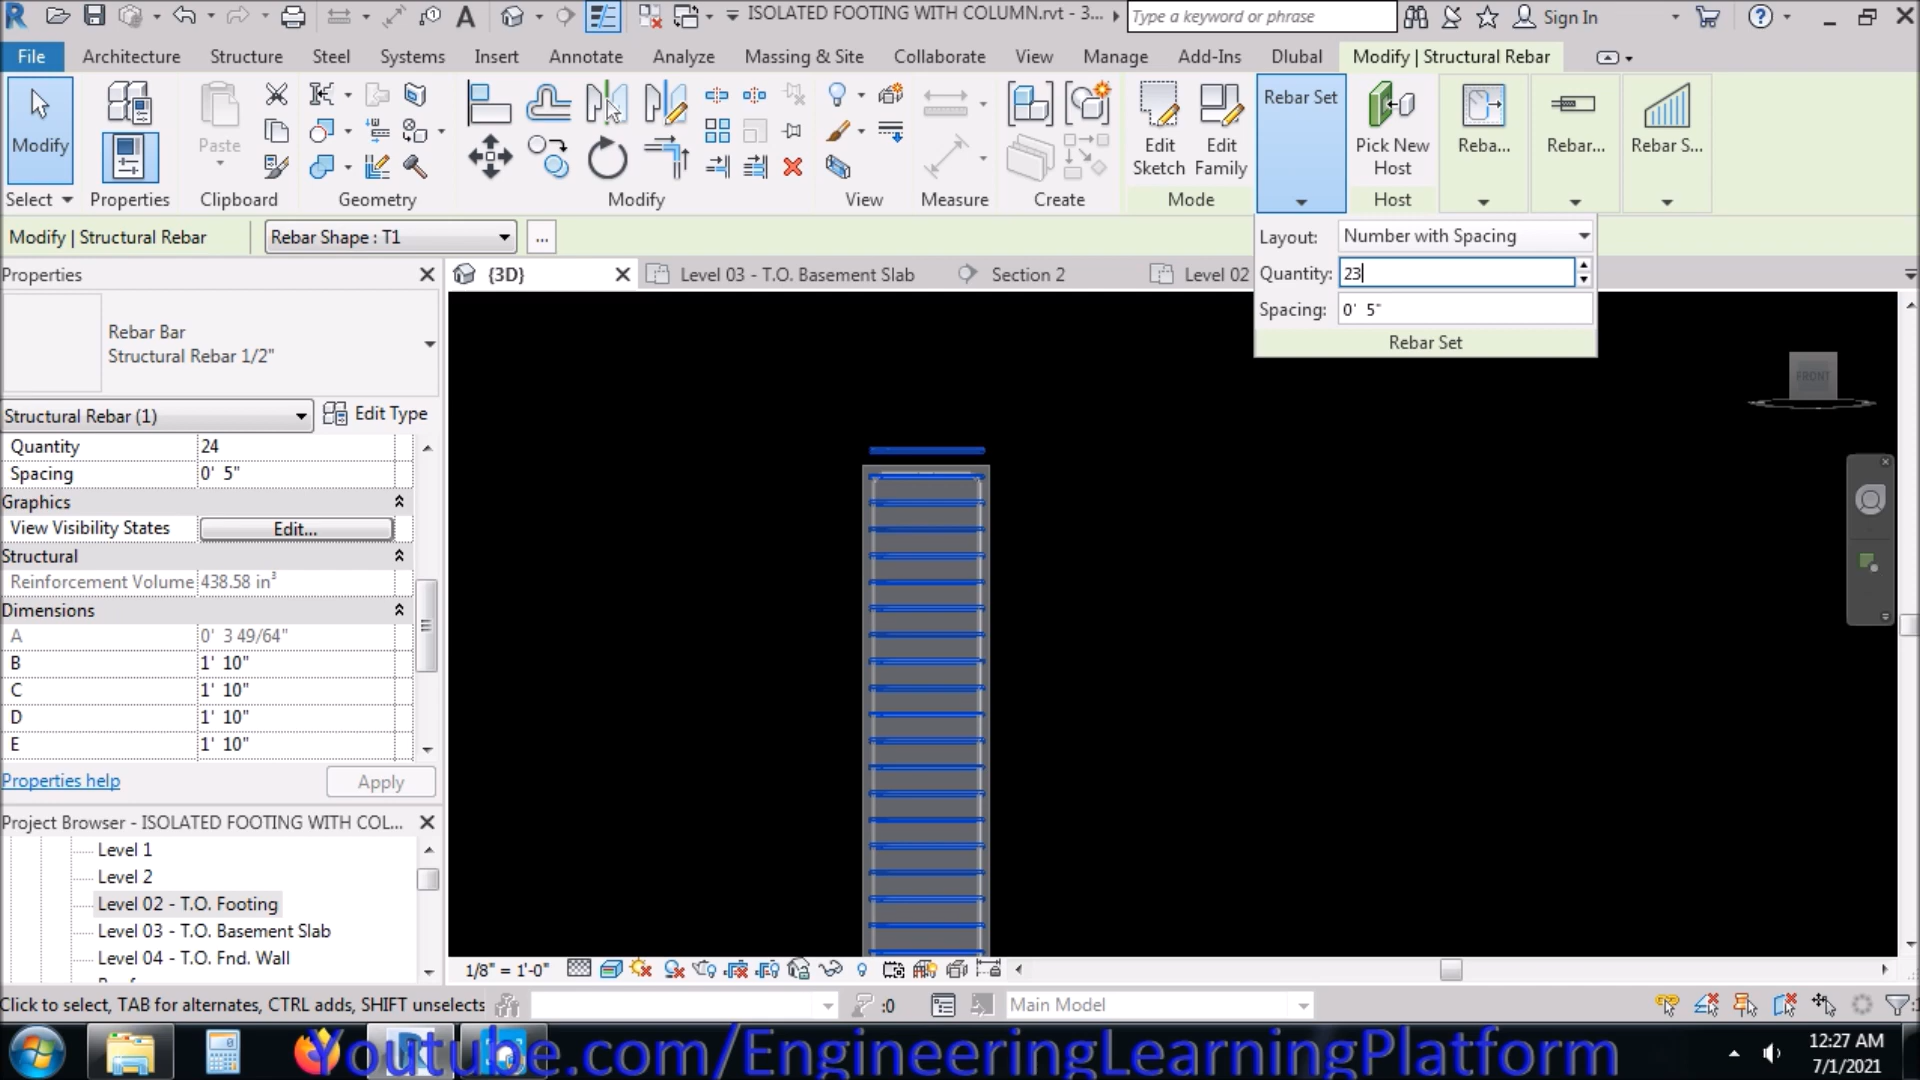 ISOLATED FOOTING WITH COLUMN.rvt - 3...
Type a keyword or phrase
Sign In
File Architecture Structure Steel Systems Insert Annotate Analyze Massing & Site Collaborate View Manage Add-Ins Dlubal Modify | Structural Rebar
Modify
Paste
Edit Sketch
Edit Family
Rebar Set
Pick New Host
Reba...
Rebar...
Rebar S...
Select Properties Clipboard Geometry Modify View Measure Create Mode Host
Modify | Structural Rebar
Rebar Shape : T1
...
Layout: Number with Spacing
Quantity: 23
Spacing: 0' 5"
Rebar Set
Properties
{3D}
Level 03 - T.O. Basement Slab
Section 2
Level 02
Rebar Bar
Structural Rebar 1/2"
Structural Rebar (1)
Edit Type
Quantity 24
Spacing 0' 5"
Graphics
View Visibility States Edit...
Structural
Reinforcement Volume 438.58 in³
Dimensions
A 0' 3 49/64"
B 1' 10"
C 1' 10"
D 1' 10"
E 1' 10"
Properties help
Apply
FRONT
Project Browser - ISOLATED FOOTING WITH COL...
Level 1
Level 2
Level 02 - T.O. Footing
Level 03 - T.O. Basement Slab
Level 04 - T.O. Fnd. Wall
1/8" = 1'-0"
Click to select, TAB for alternates, CTRL adds, SHIFT unselects
:0
Main Model
Youtube.com/EngineeringLearningPlatform
12:27 AM
7/1/2021